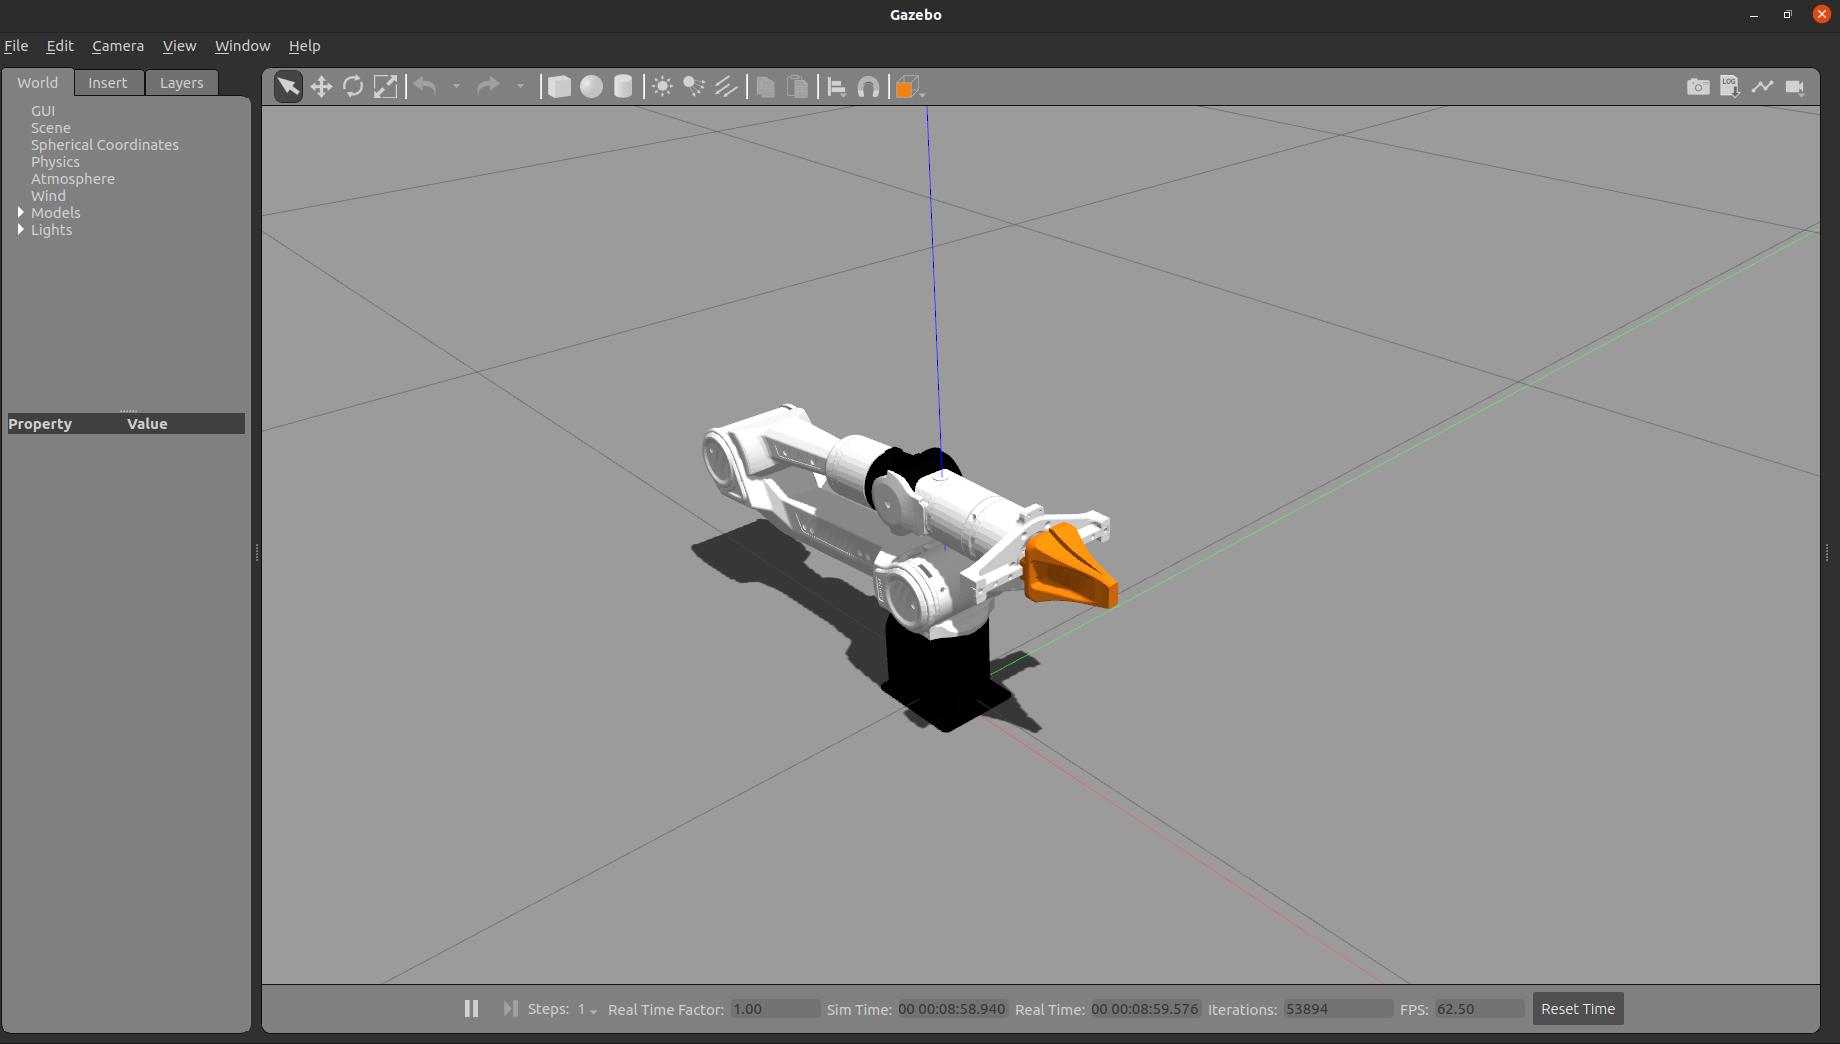 Gazebo
File Edit Camera View Window Help
World Insert Layers
GUI
Scene
Spherical Coordinates
Physics
Atmosphere
Wind
Models
Lights
Property Value
LOG
Steps: 1 Real Time Factor: 1.00 Sim Time: 00 00:08:58.940 Real Time: 00 00:08:59.576 Iterations: 53894 FPS: 62.50 Reset Time